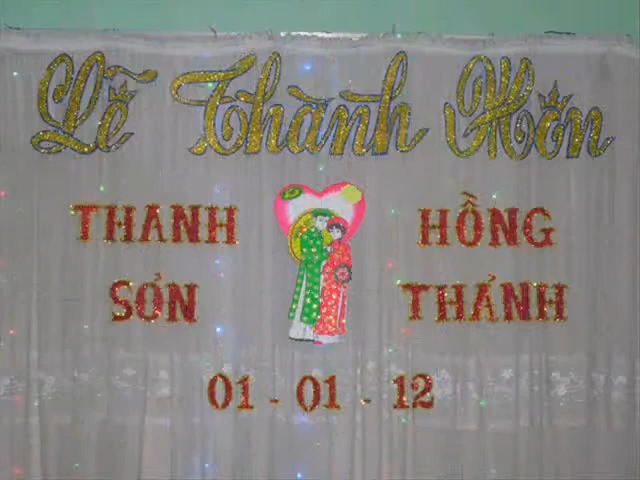 Lễ Thành Hôn
THANH HỒNG
SỎN THẢNH
01 - 01 - 12